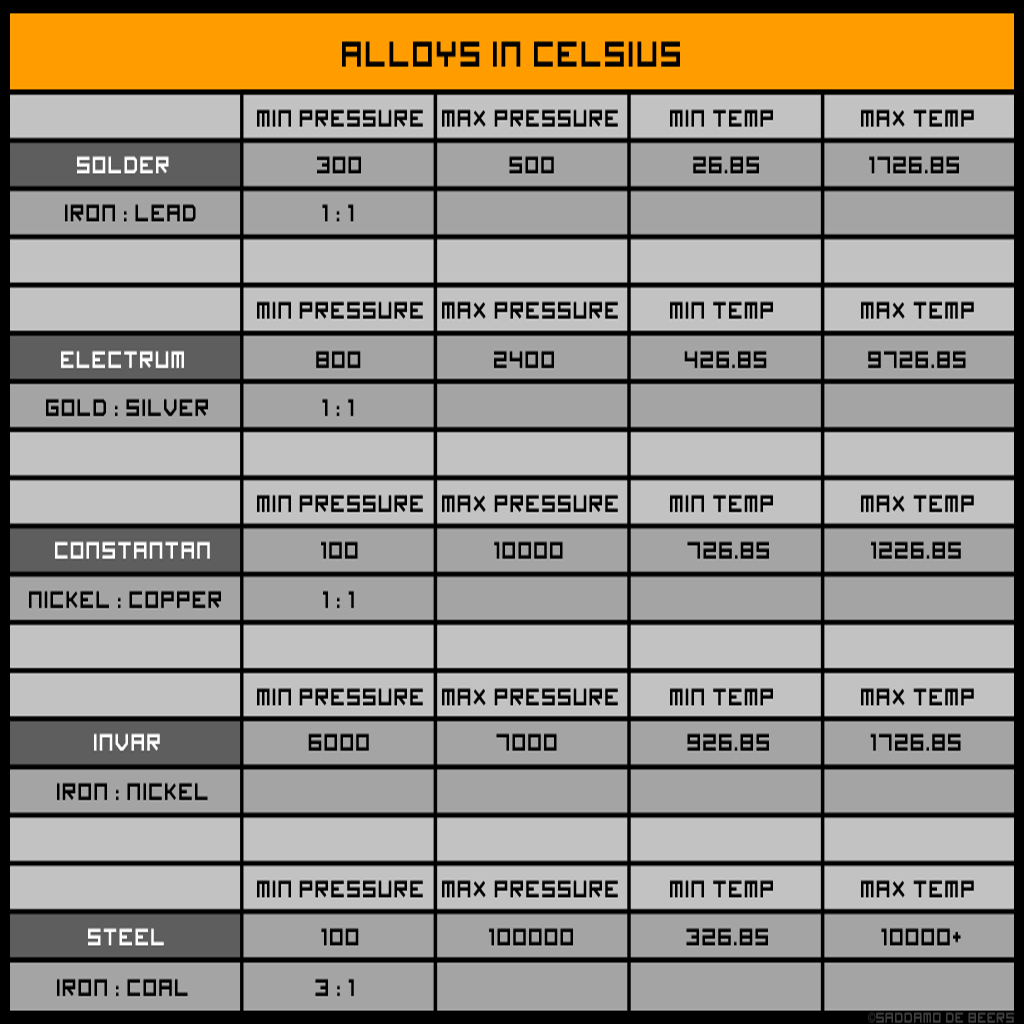 ALLOYS IN CELSIUS
MIN PRESSURE MAX PRESSURE MIN TEMP MAX TEMP
SOLDER 300 500 26.85 1726.85
IRON : LEAD 1 : 1
MIN PRESSURE MAX PRESSURE MIN TEMP MAX TEMP
ELECTRUM 800 2400 426.85 9726.85
GOLD : SILVER 1 : 1
MIN PRESSURE MAX PRESSURE MIN TEMP MAX TEMP
CONSTANTAN 100 10000 726.85 1226.85
NICKEL : COPPER 1 : 1
MIN PRESSURE MAX PRESSURE MIN TEMP MAX TEMP
INVAR 6000 7000 926.85 1726.85
IRON : NICKEL
MIN PRESSURE MAX PRESSURE MIN TEMP MAX TEMP
STEEL 100 100000 326.85 10000+
IRON : COAL 3 : 1
©SADDAMO DE BEERS